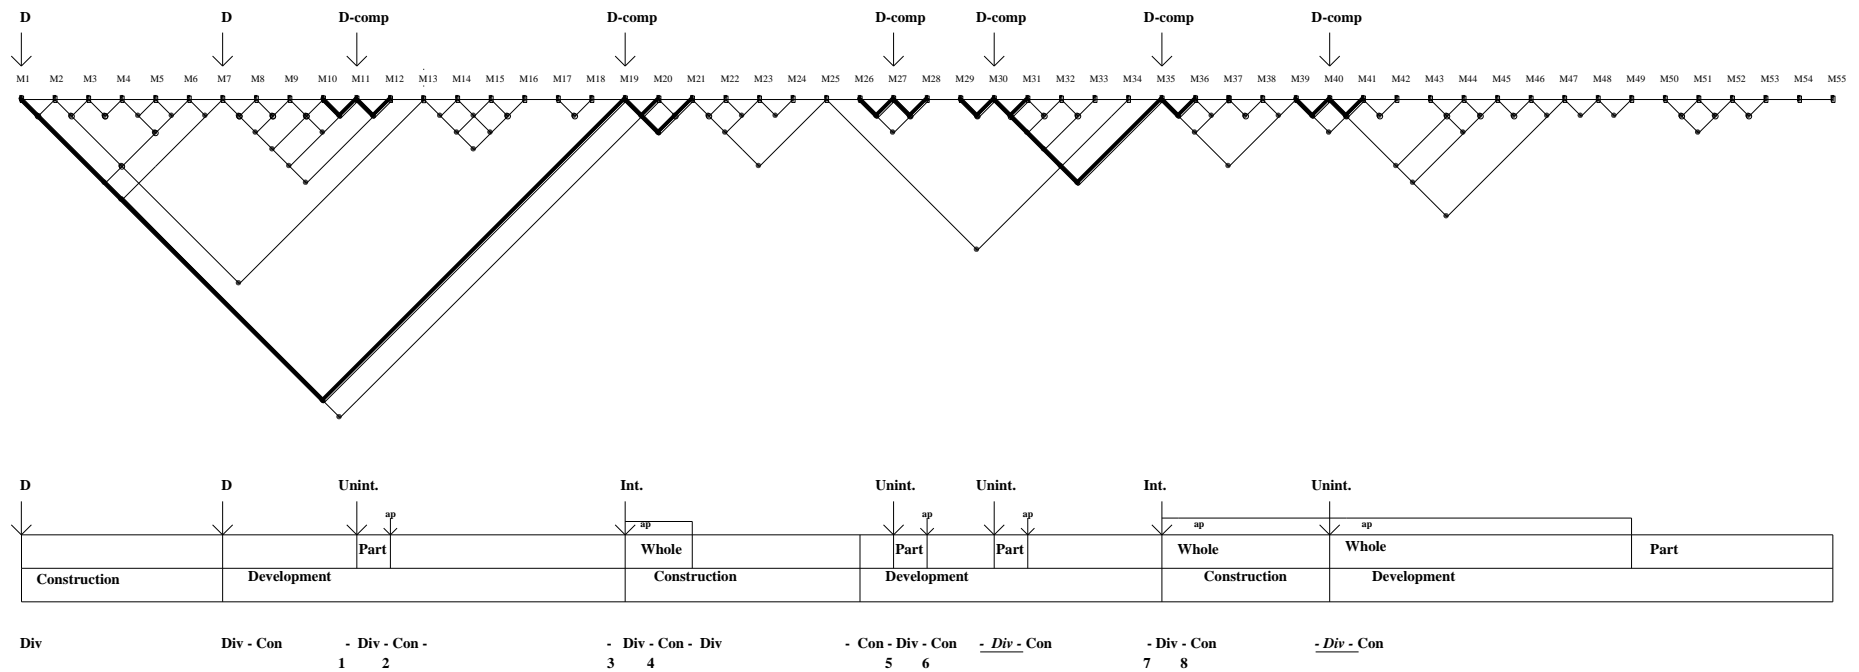 D D D-comp D-comp D-comp D-comp D-comp D-comp
M1 M2 M3 M4 M5 M6 M7 M8 M9 M10 M11 M12 M13 M14 M15 M16 M17 M18 M19 M20 M21 M22 M23 M24 M25 M26 M27 M28 M29 M30 M31 M32 M33 M34 M35 M36 M37 M38 M39 M40 M41 M42 M43 M44 M45 M46 M47 M48 M49 M50 M51 M52 M53 M54 M55
D D Unint. Int. Unint. Unint. Int. Unint.
ap ap ap ap ap ap
Part Whole Part Part Whole Whole Part
Construction Development Construction Development Construction Development
Div Div - Con - Div - Con - - Div - Con - Div - Con - Div - Con - Div - Con - Div - Con - Div - Con
1 2 3 4 5 6 7 8